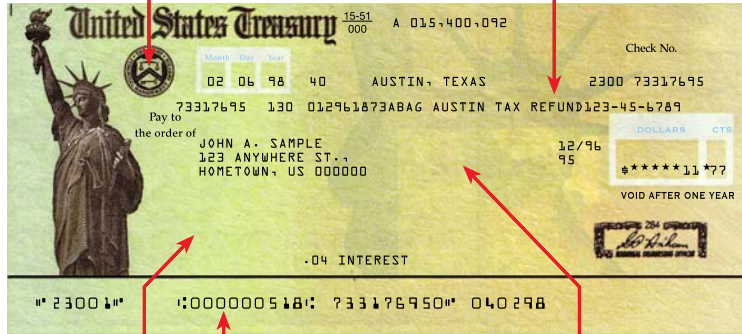 United States Treasury 15-51 000 A 015,400,092
Check No.
Month Day Year
02 06 98 40 AUSTIN, TEXAS 2300 73317695
73317695 130 012961873ABAG AUSTIN TAX REFUND123-45-6789
Pay to
the order of
JOHN A. SAMPLE
123 ANYWHERE ST.,
HOMETOWN, US 000000
12/96
95
DOLLARS CTS
$******11*77
VOID AFTER ONE YEAR
284
.04 INTEREST
⑈23001⑈ ⑆000000518⑆ 733176950⑈ 040298